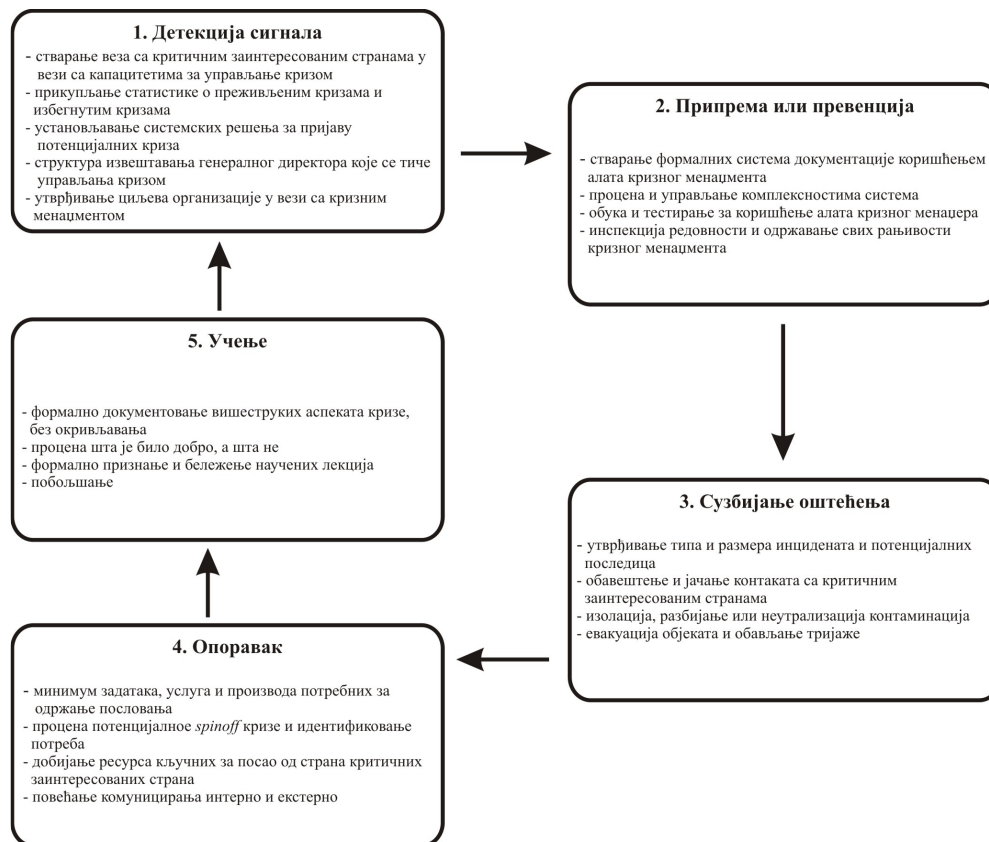 1. Детекција сигнала
- стварање веза са критичним заинтересованим странама у
вези са капацитетима за управљање кризом
- прикупљање статистике о преживљеним кризама и
избегнутим кризама
- установљавање системских решења за пријаву
потенцијалних криза
- структура извештавања генералног директора које се тиче
управљања кризом
- утврђивање циљева организације у вези са кризним
менаџментом
2. Припрема или превенција
- стварање формалних система документације коришћењем
алата кризног менаџмента
- процена и управљање комплексностима система
- обука и тестирање за коришћење алата кризног менаџера
- инспекција редовности и одржавање свих рањивости
кризног менаџмента
3. Сузбијање оштећења
- утврђивање типа и размера инцидената и потенцијалних
последица
- обавештење и јачање контаката са критичним
заинтересованим странама
- изолација, разбијање или неутрализација контаминација
- евакуација објеката и обављање тријаже
4. Опоравак
- минимум задатака, услуга и производа потребних за
одржање пословања
- процена потенцијалное spinoff кризе и идентификовање
потреба
- добијање ресурса кључних за посао од страна критичних
заинтересованих страна
- повећање комуницирања интерно и екстерно
5. Учење
- формално документовање вишеструких аспеката кризе,
без окривљавања
- процена шта је било добро, а шта не
- формално признање и бележење научених лекција
- побољшање